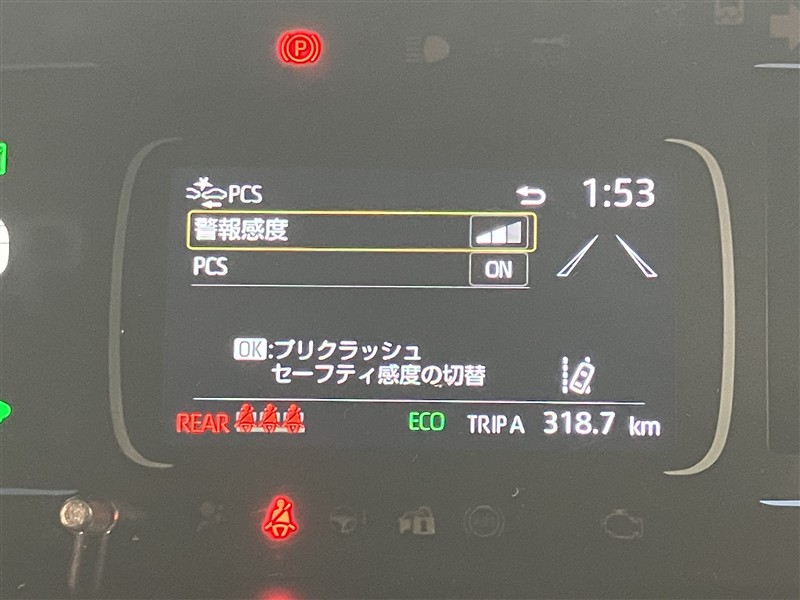 P
PCS
1:53
警報感度
PCS ON
OK:プリクラッシュ
セーフティ感度の切替
REAR ECO TRIP A 318.7 km